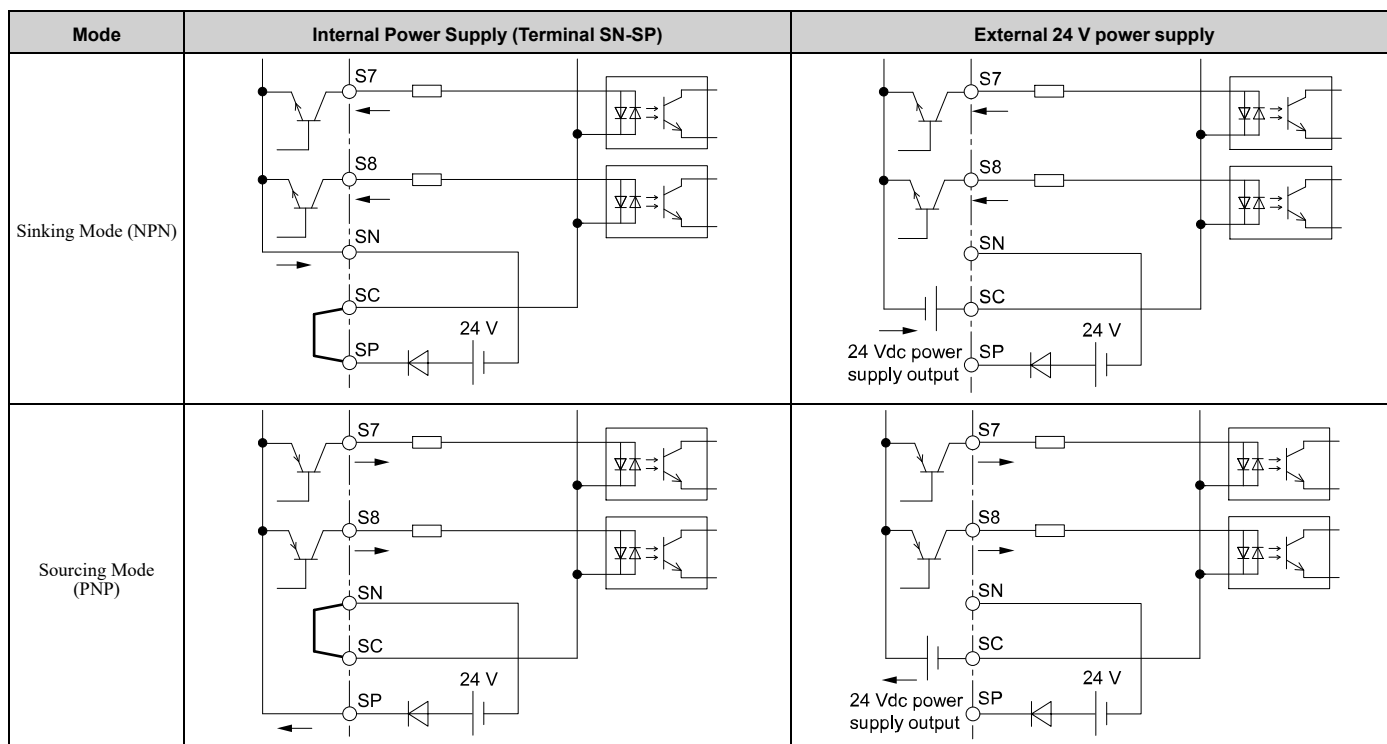 Mode
Internal Power Supply (Terminal SN-SP)
External 24 V power supply
Sinking Mode (NPN)
S7
S8
SN
SC
24 V
SP
S7
S8
SN
SC
24 V
24 Vdc power
supply output
SP
Sourcing Mode
(PNP)
S7
S8
SN
SC
24 V
SP
S7
S8
SN
SC
24 V
24 Vdc power
supply output
SP